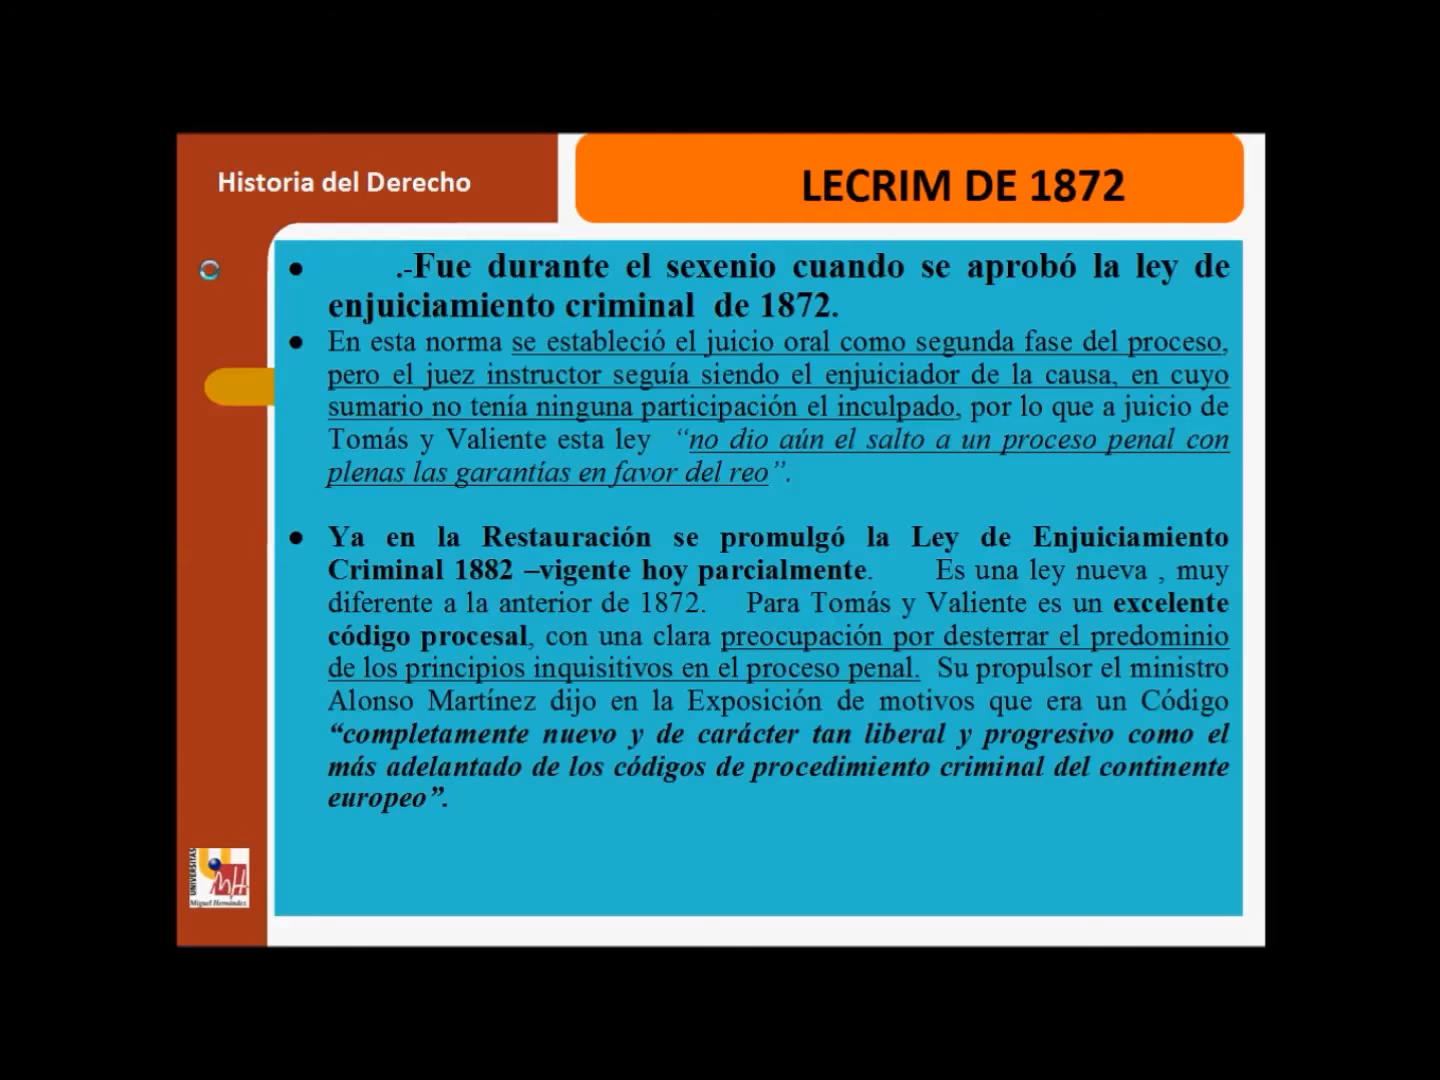 Historia del Derecho
LECRIM DE 1872
● .-Fue durante el sexenio cuando se aprobó la ley de
enjuiciamiento criminal de 1872.
● En esta norma se estableció el juicio oral como segunda fase del proceso,
pero el juez instructor seguía siendo el enjuiciador de la causa, en cuyo
sumario no tenía ninguna participación el inculpado, por lo que a juicio de
Tomás y Valiente esta ley “no dio aún el salto a un proceso penal con
plenas las garantías en favor del reo”.
● Ya en la Restauración se promulgó la Ley de Enjuiciamiento
Criminal 1882 –vigente hoy parcialmente. Es una ley nueva , muy
diferente a la anterior de 1872. Para Tomás y Valiente es un excelente
código procesal, con una clara preocupación por desterrar el predominio
de los principios inquisitivos en el proceso penal. Su propulsor el ministro
Alonso Martínez dijo en la Exposición de motivos que era un Código
“completamente nuevo y de carácter tan liberal y progresivo como el
más adelantado de los códigos de procedimiento criminal del continente
europeo”.
UNIVERSITAS
Miguel Hernández